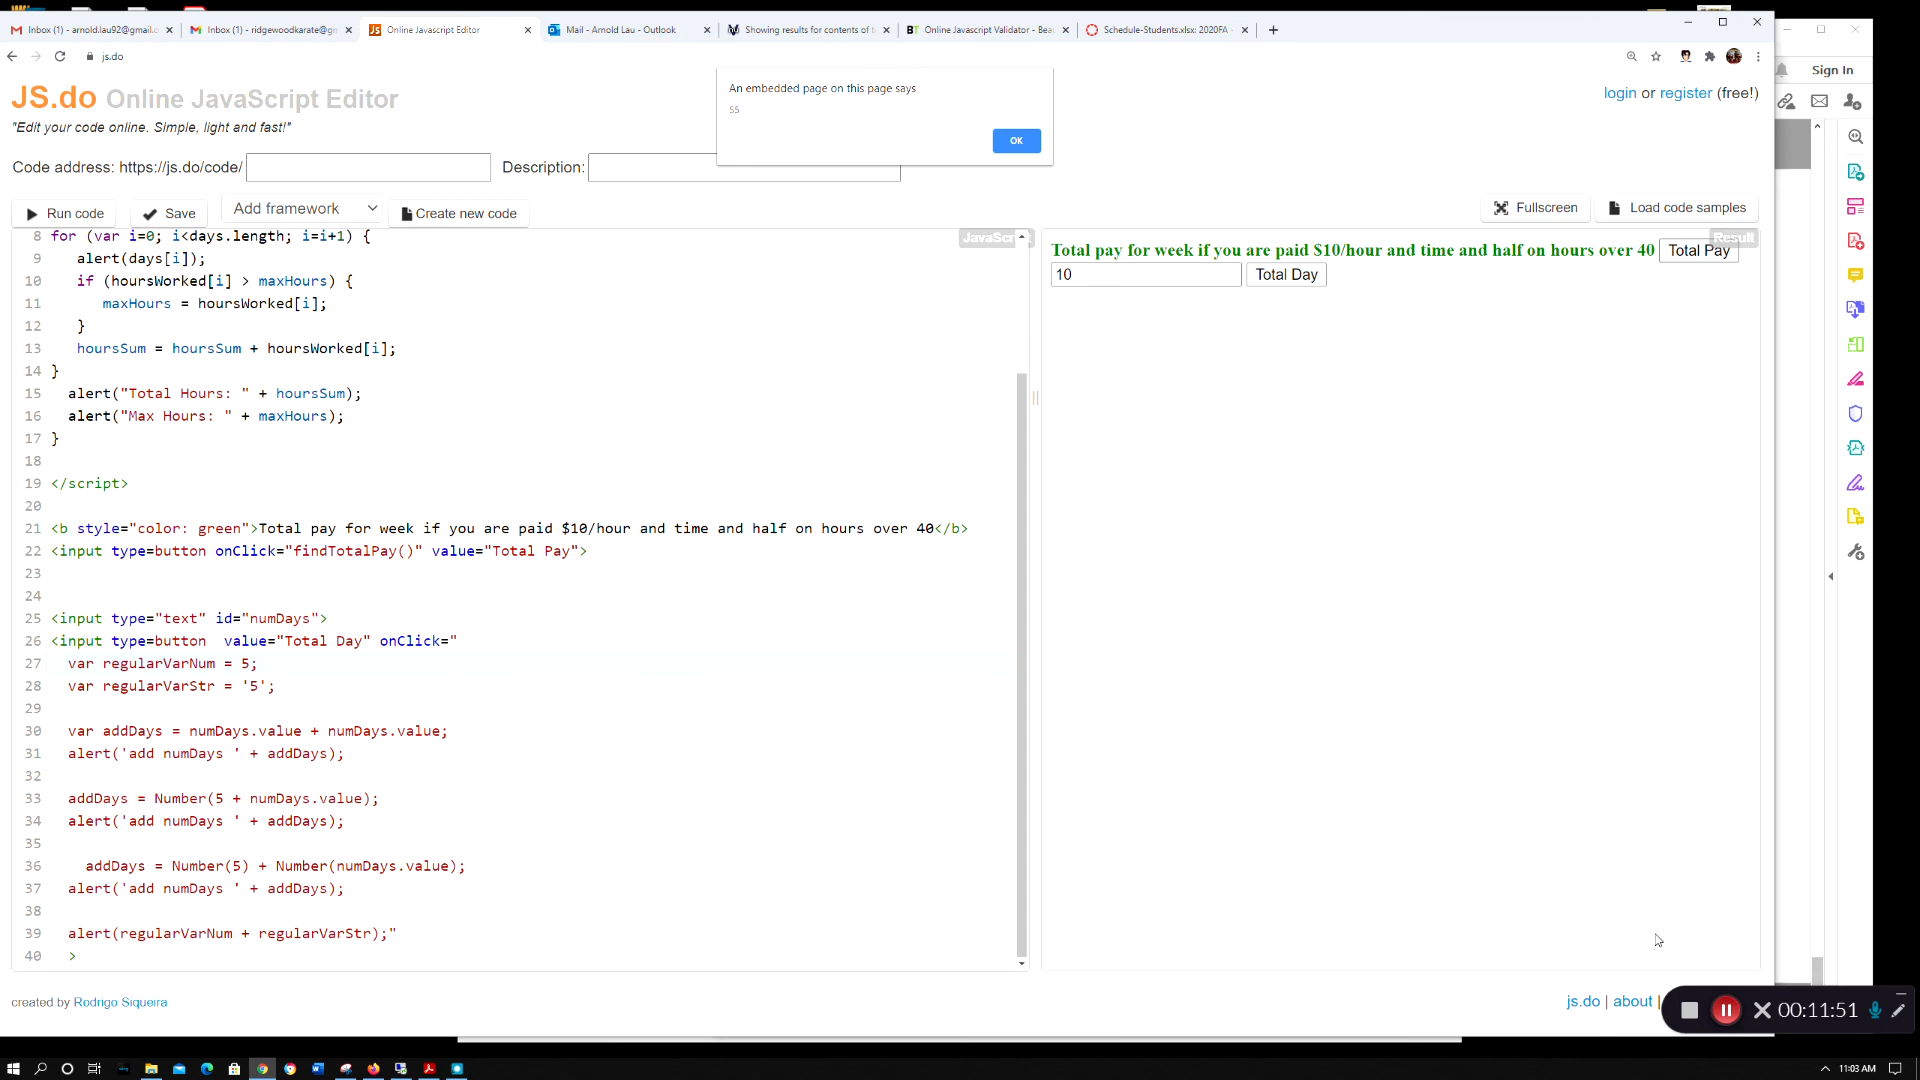 Inbox (1) - arnold.lau92@gmail.c
Inbox (1) - ridgewoodkarate@gm
JS Online Javascript Editor
Mail - Arnold Lau - Outlook
Showing results for contents of t
BT Online Javascript Validator - Beau
Schedule-Students.xlsx: 2020FA -
js.do
Sign In
JS.do Online JavaScript Editor
"Edit your code online. Simple, light and fast!"
login or register (free!)
An embedded page on this page says
55
OK
Code address: https://js.do/code/
Description:
Run code
Save
Add framework
Create new code
Fullscreen
Load code samples
JavaScr
Result
8 for (var i=0; i<days.length; i=i+1) {
9 alert(days[i]);
10 if (hoursWorked[i] > maxHours) {
11 maxHours = hoursWorked[i];
12 }
13 hoursSum = hoursSum + hoursWorked[i];
14 }
15 alert("Total Hours: " + hoursSum);
16 alert("Max Hours: " + maxHours);
17 }
18
19 </script>
20
21 <b style="color: green">Total pay for week if you are paid $10/hour and time and half on hours over 40</b>
22 <input type=button onClick="findTotalPay()" value="Total Pay">
23
24
25 <input type="text" id="numDays">
26 <input type=button  value="Total Day" onClick="
27 var regularVarNum = 5;
28 var regularVarStr = '5';
29
30 var addDays = numDays.value + numDays.value;
31 alert('add numDays ' + addDays);
32
33 addDays = Number(5 + numDays.value);
34 alert('add numDays ' + addDays);
35
36 addDays = Number(5) + Number(numDays.value);
37 alert('add numDays ' + addDays);
38
39 alert(regularVarNum + regularVarStr);"
40 >
Total pay for week if you are paid $10/hour and time and half on hours over 40 Total Pay
10 Total Day
created by Rodrigo Siqueira
js.do | about |
00:11:51
11:03 AM